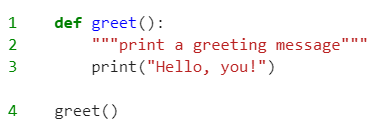 1 def greet():
2     """print a greeting message"""
3     print("Hello, you!")
4 greet()